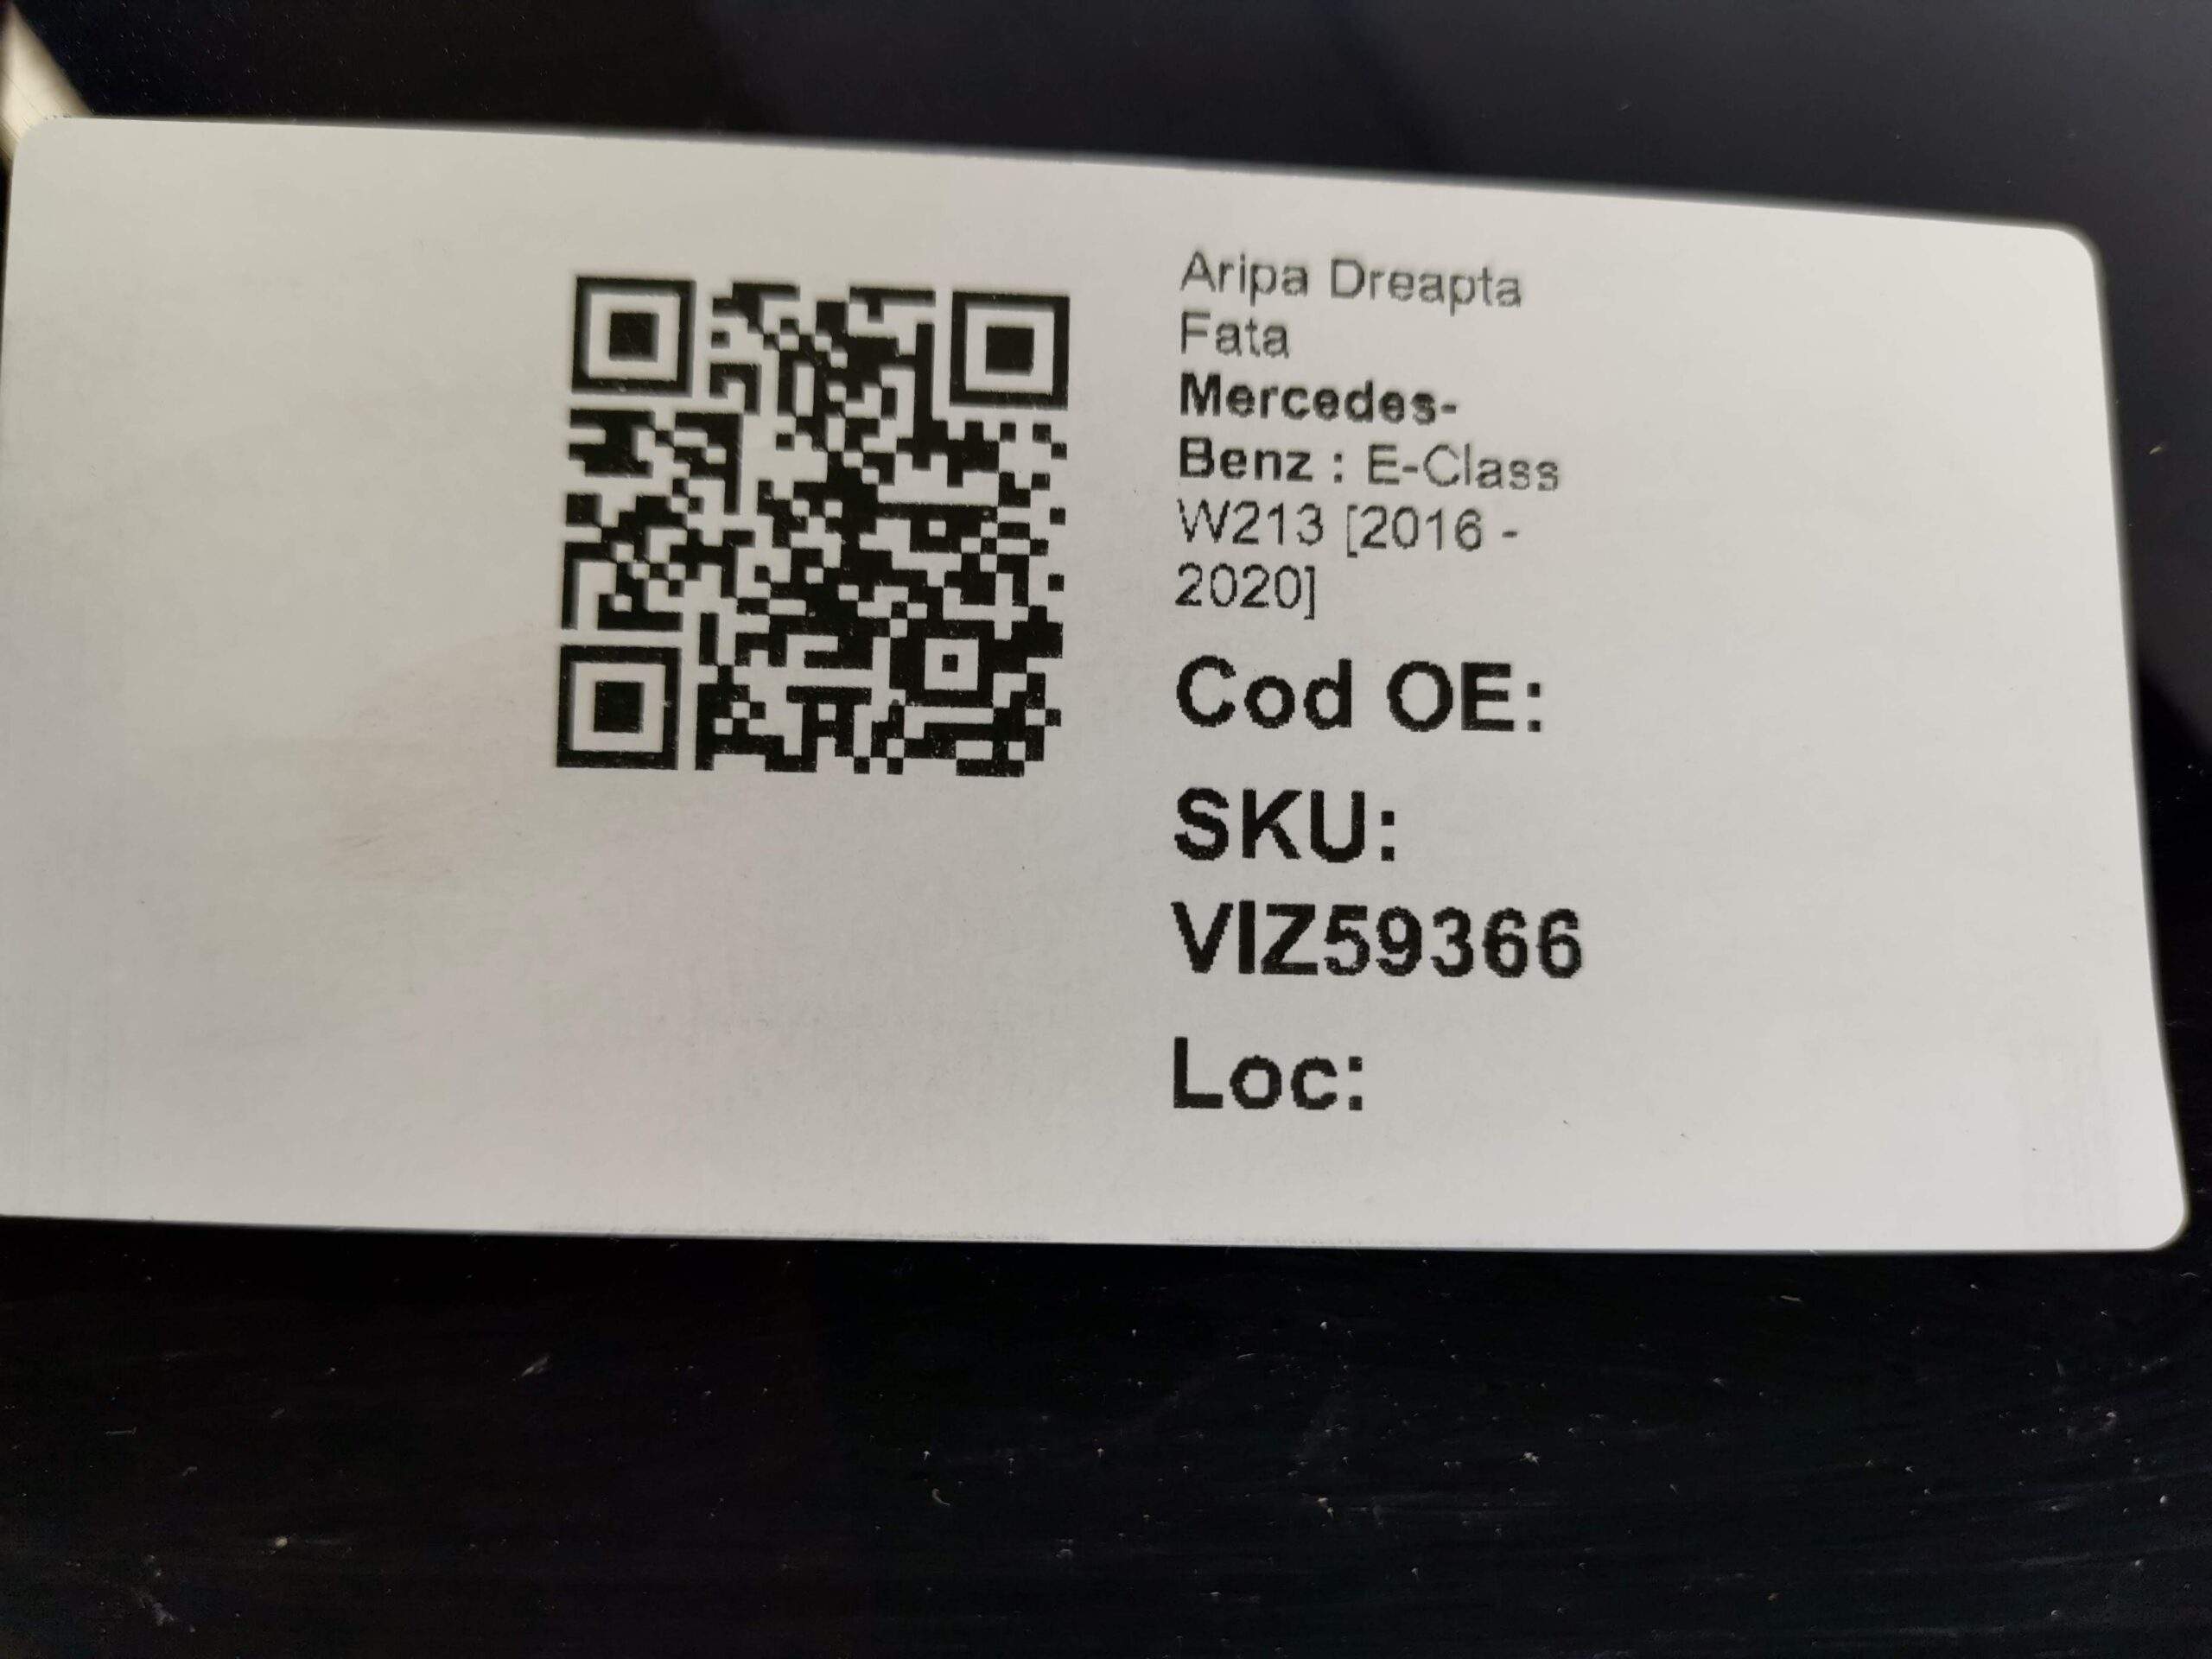 Aripa Dreapta
Fata
Mercedes-
Benz : E-Class
W213 [2016 -
2020]
Cod OE:
SKU:
VIZ59366
Loc: